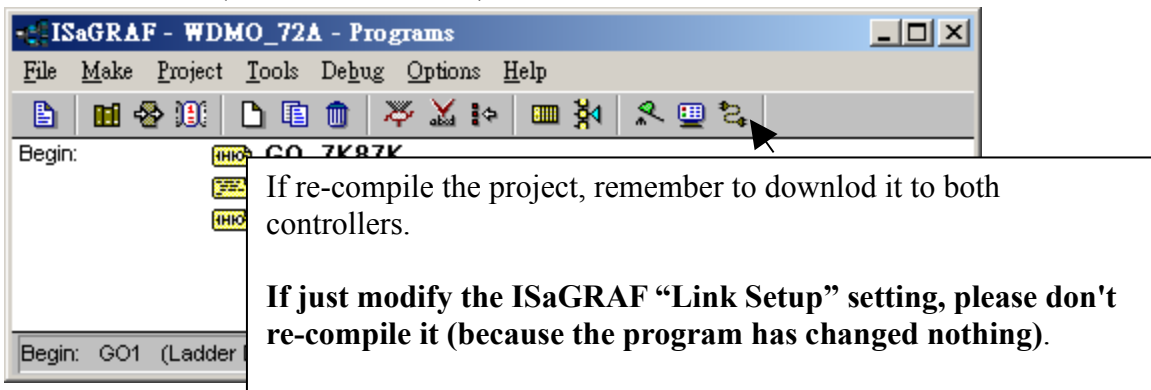 ISaGRAF - WDMO_72A - Programs
File Make Project Tools Debug Options Help
Begin:
GO 7K87K
If re-compile the project, remember to downlod it to both
controllers.
If just modify the ISaGRAF “Link Setup” setting, please don't
re-compile it (because the program has changed nothing).
Begin: GO1 (Ladder